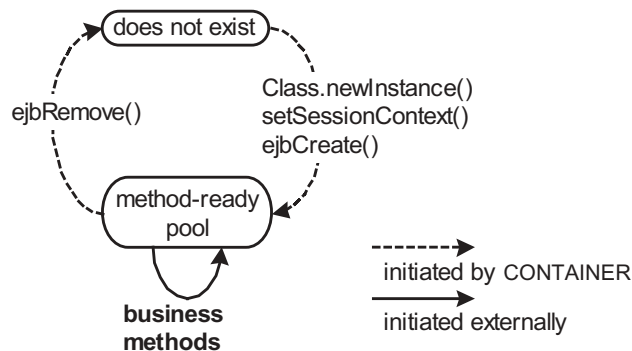 does not exist
Class.newInstance()
setSessionContext()
ejbCreate()
ejbRemove()
method-ready
pool
business
methods
initiated by CONTAINER
initiated externally